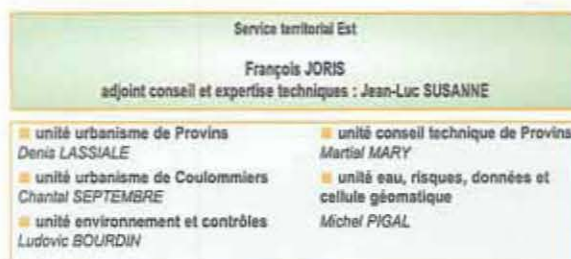 Service territorial Est
François JORIS
adjoint conseil et expertise techniques : Jean-Luc SUSANNE
unité urbanisme de Provins
Denis LASSIALE
unité urbanisme de Coulommiers
Chantal SEPTEMBRE
unité environnement et contrôles
Ludovic BOURDIN
unité conseil technique de Provins
Martial MARY
unité eau, risques, données et
cellule géomatique
Michel PIGAL